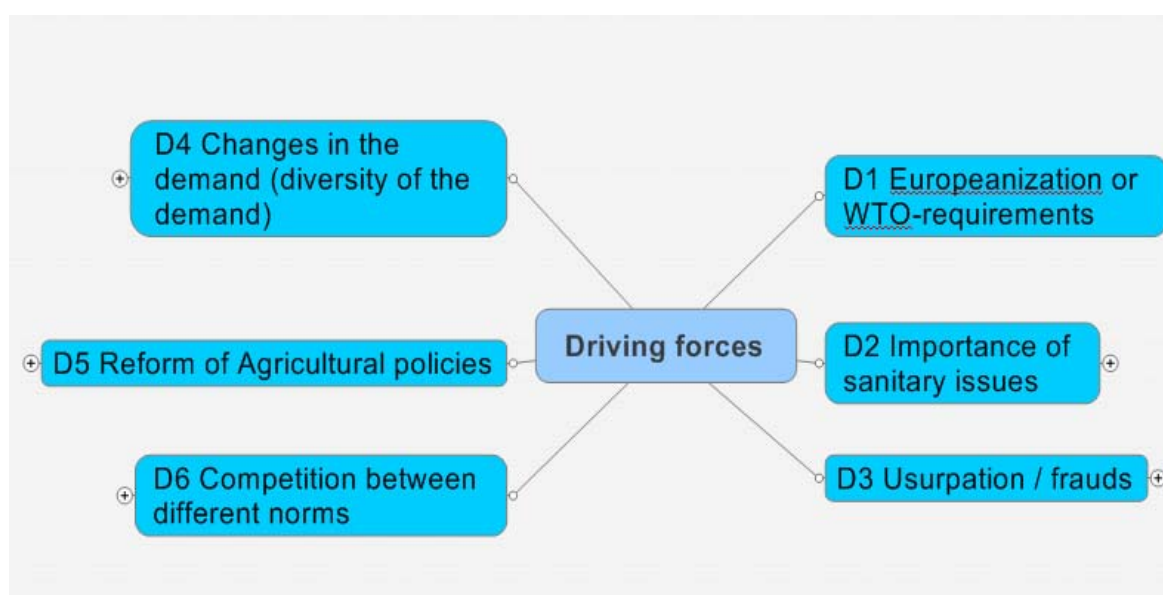 D4 Changes in the
demand (diversity of the
demand)
D1 Europeanization or
WTO-requirements
Driving forces
D5 Reform of Agricultural policies
D2 Importance of
sanitary issues
D6 Competition between
different norms
D3 Usurpation / frauds